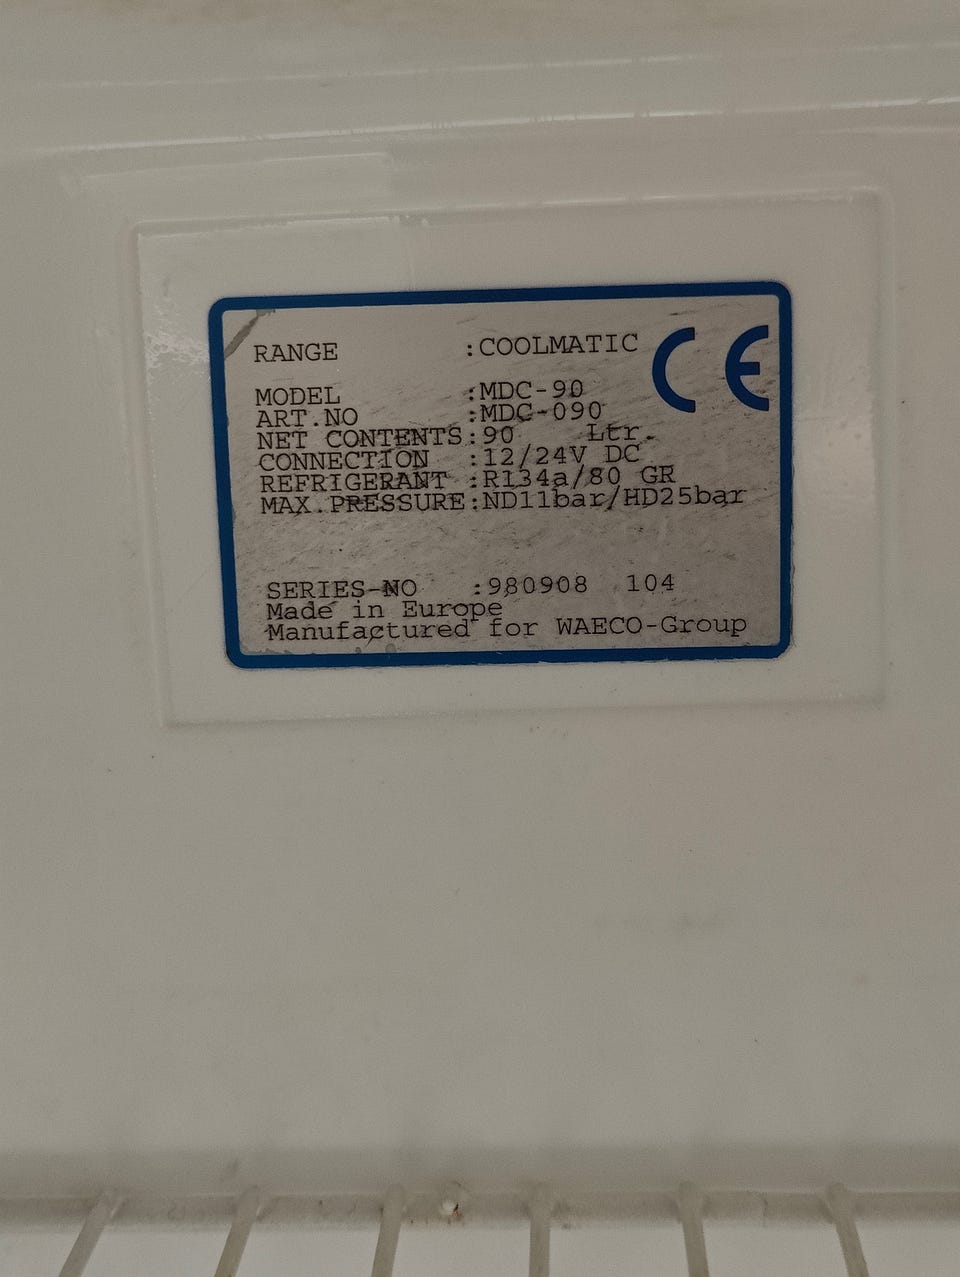 RANGE :COOLMATIC CE
MODEL :MDC-90
ART.NO :MDC-090
NET CONTENTS:90 Ltr.
CONNECTION :12/24V DC
REFRIGERANT :R134a/80 GR
MAX.PRESSURE:ND11bar/HD25bar
SERIES-NO :980908 104
Made in Europe
Manufactured for WAECO-Group